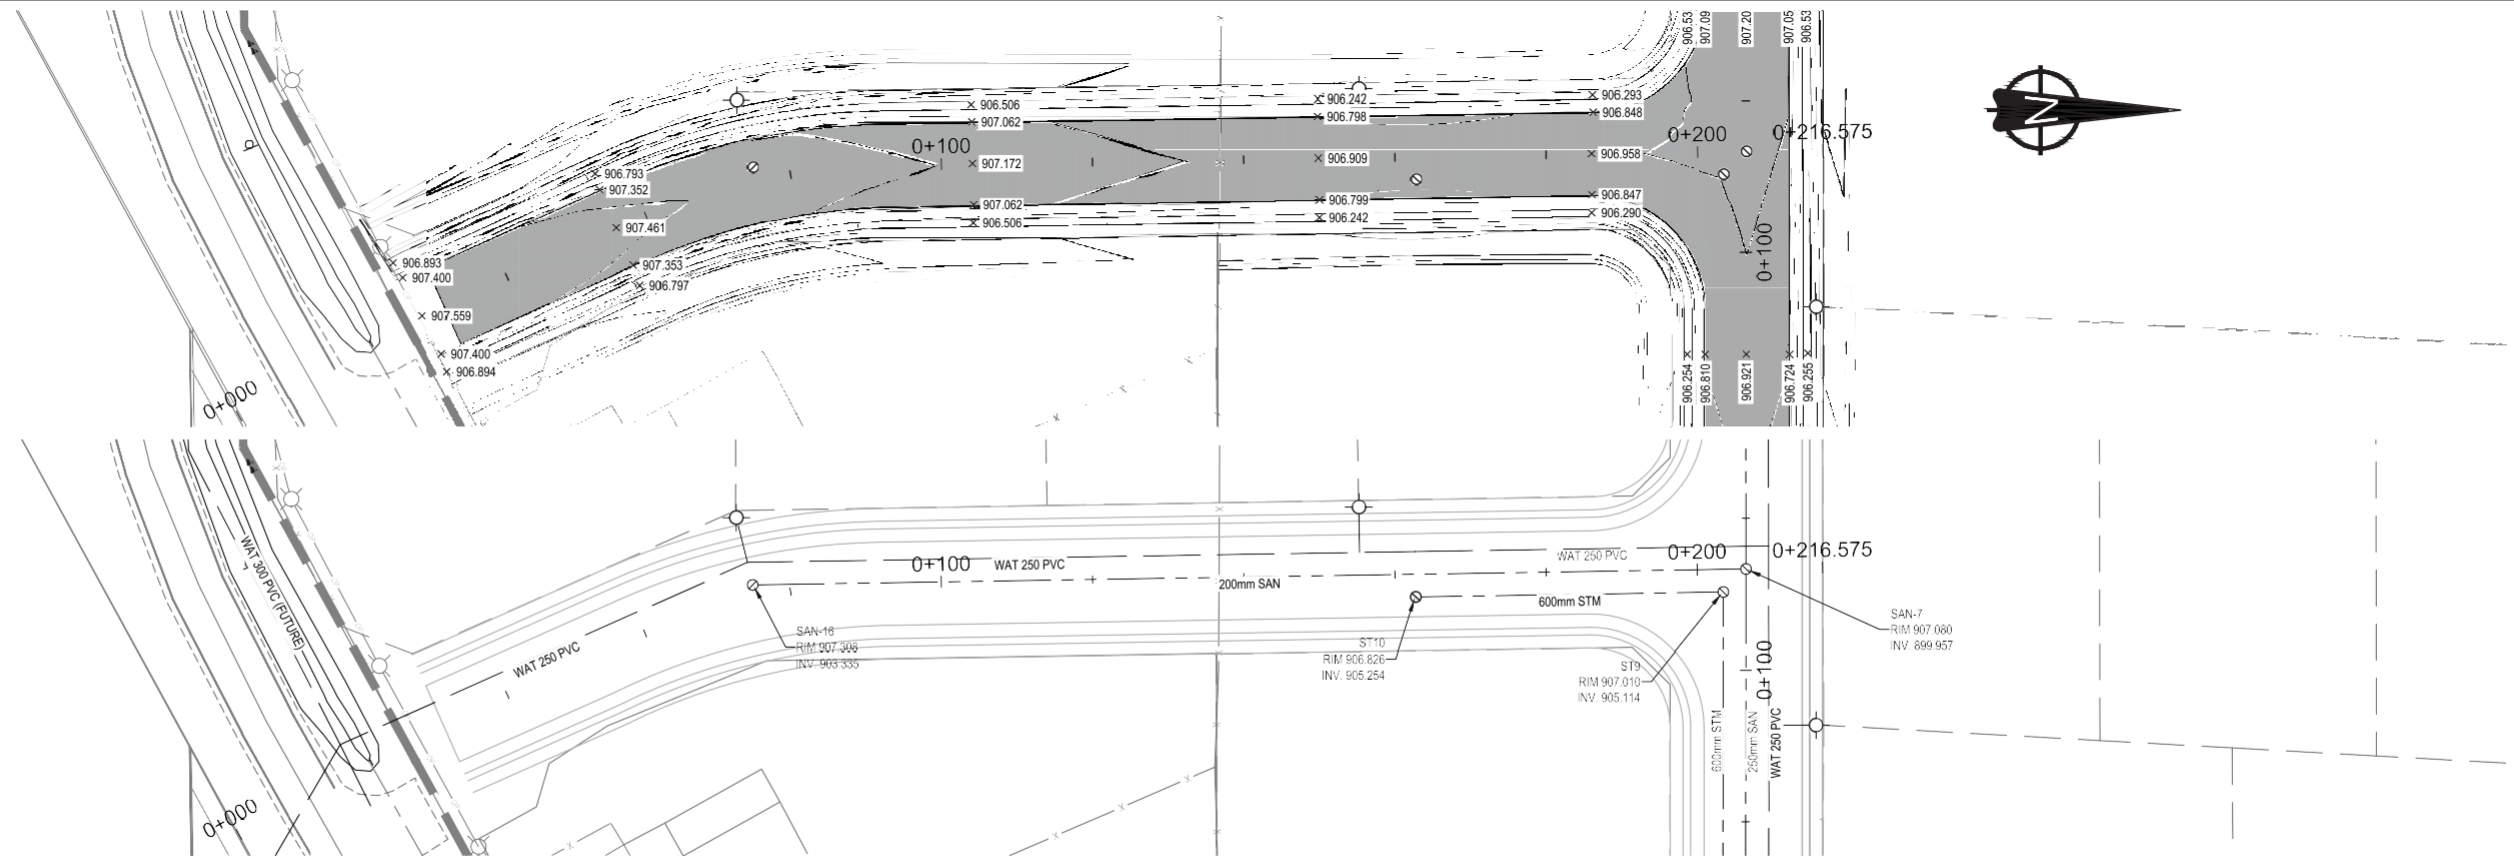 906.53
907.09
907.20
907.05
906.53
906.506
907.062
906.242
906.798
906.293
906.848
0+100
907.172
906.909
906.958
0+200
0+216.575
N
906.793
907.352
907.461
907.062
906.506
906.799
906.242
906.847
906.290
0+100
906.893
907.400
907.353
906.797
907.559
907.400
906.894
0+000
906.254
906.810
906.921
906.724
906.255
WAT 300 PVC (FUTURE)
0+100
WAT 250 PVC
WAT 250 PVC
0+200
0+216.575
200mm SAN
600mm STM
SAN-16
RIM 907.308
INV. 903.335
ST10
RIM 906.826
INV. 905.254
ST9
RIM 907.010
INV. 905.114
SAN-7
RIM 907.080
INV. 899.957
WAT 250 PVC
0+100
600mm STM
250mm SAN
WAT 250 PVC
0+000